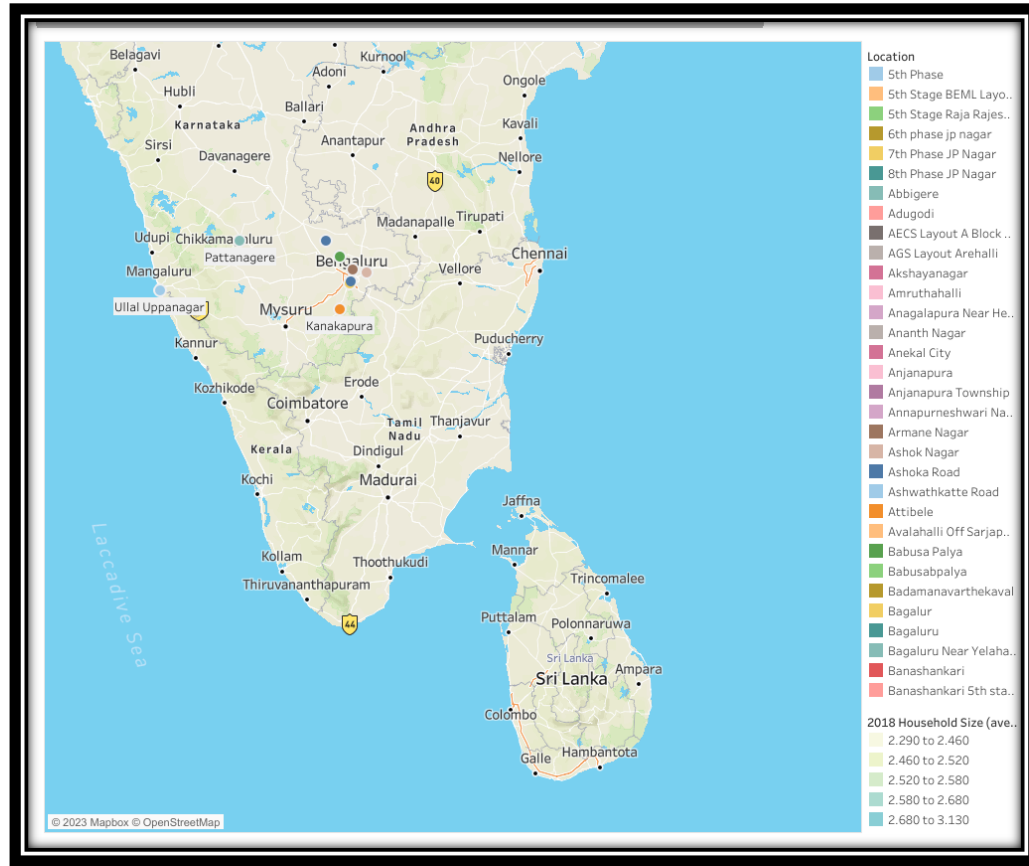 Belagavi
Kurnool
Adoni
Ongole
Hubli
Ballari
Karnataka
Andhra
Pradesh
Kavali
Sirsi
Anantapur
Davanagere
Nellore
40
Madanapalle
Tirupati
Udupi
Chikkamagaluru
Pattanagere
Bengaluru
Chennai
Mangaluru
Vellore
Ullal Uppanagar
Mysuru
Kanakapura
Puducherry
Kannur
Kozhikode
Erode
Coimbatore
Tamil
Nadu
Thanjavur
Kerala
Dindigul
Kochi
Madurai
Jaffna
Laccadive Sea
Kollam
Thoothukudi
Mannar
Thiruvananthapuram
Trincomalee
44
Puttalam
Polonnaruwa
Sri Lanka
Sri Lanka
Ampara
Colombo
Galle
Hambantota
© 2023 Mapbox © OpenStreetMap
Location
5th Phase
5th Stage BEML Layo..
5th Stage Raja Rajes..
6th phase jp nagar
7th Phase JP Nagar
8th Phase JP Nagar
Abbigere
Adugodi
AECS Layout A Block ..
AGS Layout Arehalli
Akshayanagar
Amruthahalli
Anagalapura Near He..
Ananth Nagar
Anekal City
Anjanapura
Anjanapura Township
Annapurneshwari Na..
Armane Nagar
Ashok Nagar
Ashoka Road
Ashwathkatte Road
Attibele
Avalahalli Off Sarjap..
Babusa Palya
Babusabpalya
Badamanavarthekaval
Bagalur
Bagaluru
Bagaluru Near Yelaha..
Banashankari
Banashankari 5th sta..
2018 Household Size (ave..
2.290 to 2.460
2.460 to 2.520
2.520 to 2.580
2.580 to 2.680
2.680 to 3.130